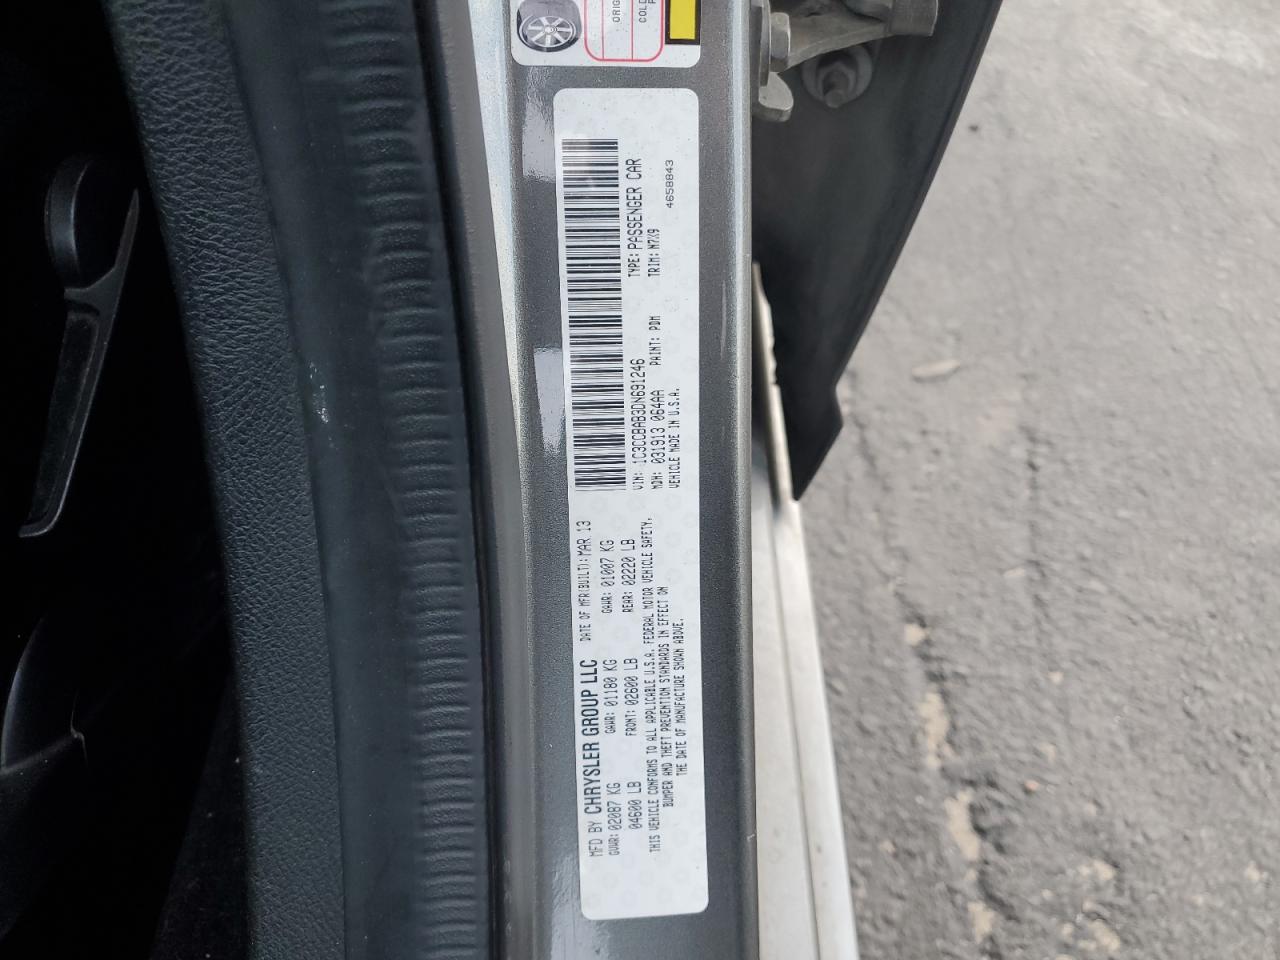 ORIG
COLD
MFD BY CHRYSLER GROUP LLC DATE OF MFR(BUILT): MAR 13
GVWR: 02087 KG GAWR: 01180 KG GAWR: 01007 KG
04600 LB FRONT: 02600 LB REAR: 02220 LB
THIS VEHICLE CONFORMS TO ALL APPLICABLE U.S.A. FEDERAL MOTOR VEHICLE SAFETY,
BUMPER AND THEFT PREVENTION STANDARDS IN EFFECT ON
THE DATE OF MANUFACTURE SHOWN ABOVE.
VIN: 1C3CCBAB3DN691246 TYPE: PASSENGER CAR
MDH: 031913 064AA PAINT: PDM TRIM: M7X9
VEHICLE MADE IN U.S.A. 4658843